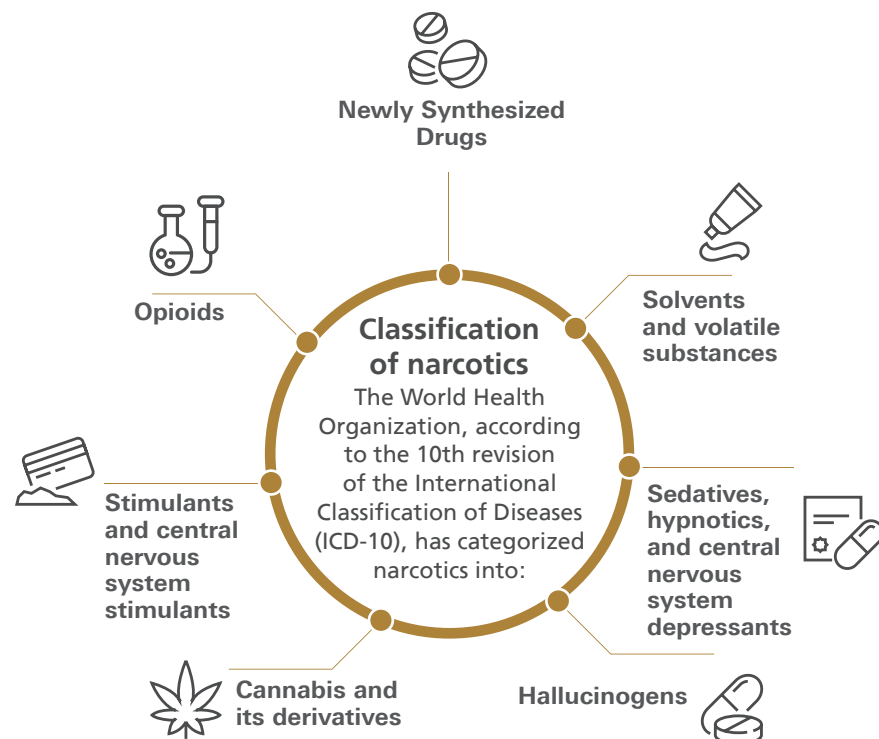 Newly Synthesized
Drugs
Opioids
Solvents
and volatile
substances
Classification
of narcotics
The World Health
Organization, according
to the 10th revision
of the International
Classification of Diseases
(ICD-10), has categorized
narcotics into:
Stimulants
and central
nervous
system
stimulants
Sedatives,
hypnotics,
and central
nervous
system
depressants
Cannabis and
its derivatives
Hallucinogens